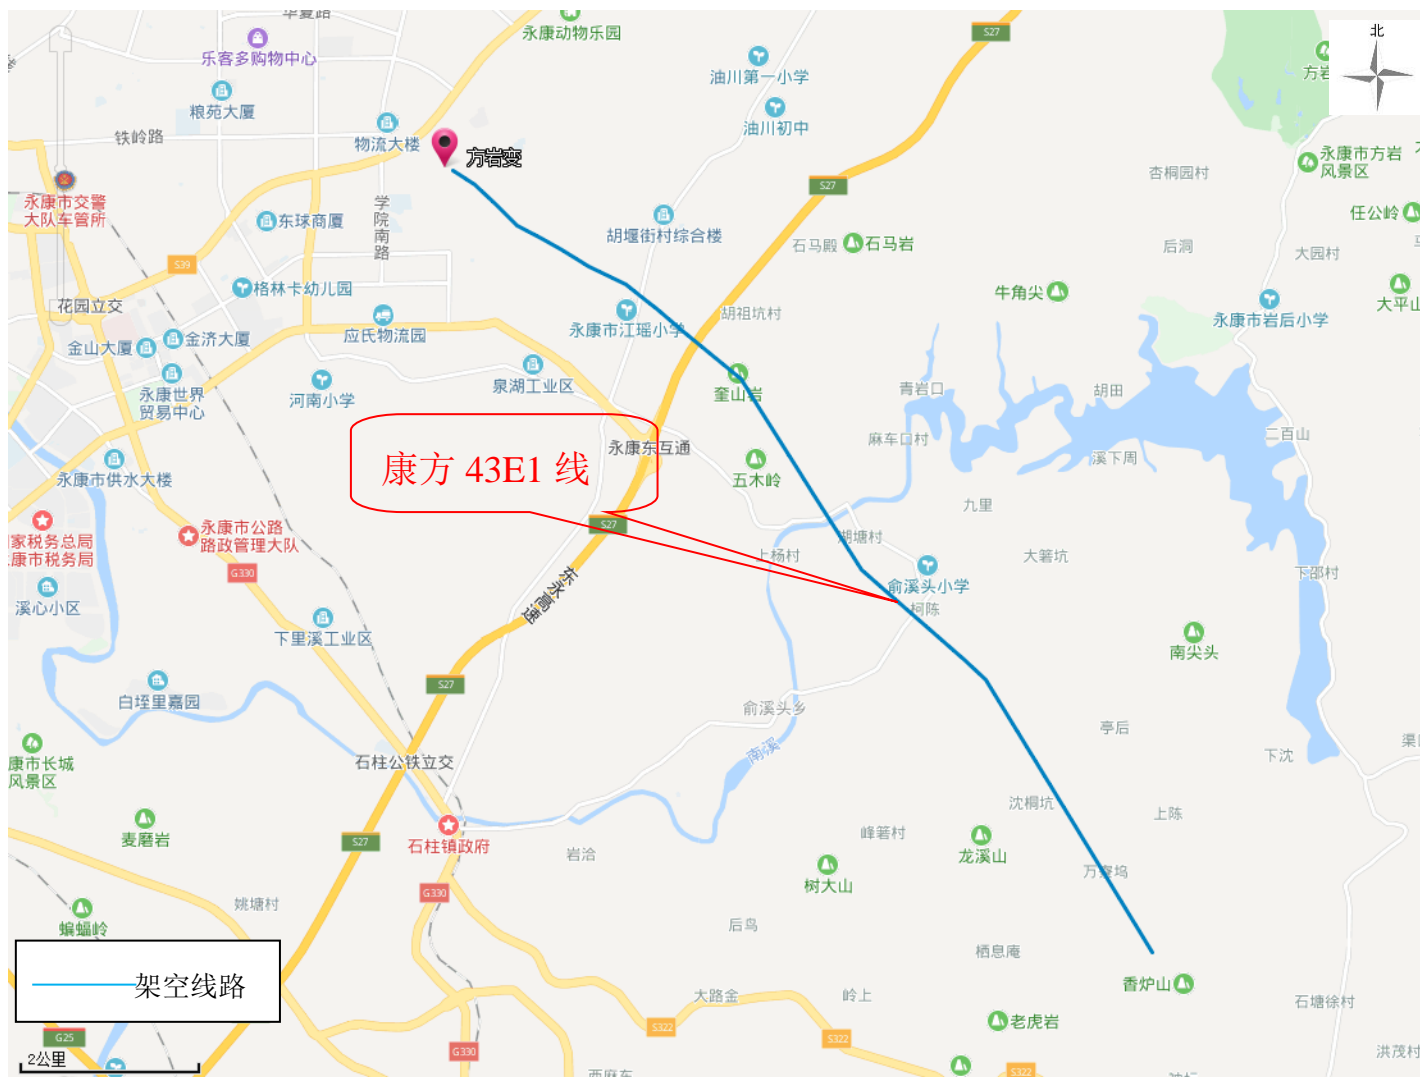 华夏路
永康动物乐园
S27
北
乐客多购物中心
油川第一小学
粮苑大厦
油川初中
铁岭路
物流大楼
方岩变
永康市方岩
风景区
杏桐园村
永康市交警
大队车管所
学院南路
东球商厦
S27
任公岭
胡堰街村综合楼
石马殿
石马岩
后洞
大园村
S39
格林卡幼儿园
牛角尖
大平山
花园立交
胡祖坑村
永康市江瑶小学
永康市岩后小学
应氏物流园
金济大厦
金山大厦
泉湖工业区
奎山岩
青岩口
胡田
永康世界
贸易中心
河南小学
二百山
麻车口村
永康东互通
溪下周
康方 43E1 线
五木岭
永康市供水大楼
九里
S27
永康市公路
路政管理大队
湖塘村
国家税务总局
永康市税务局
上杨村
大箬坑
G330
下邵村
俞溪头小学
东永高速
溪心小区
柯陈
下里溪工业区
南尖头
S27
白垤里嘉园
俞溪头乡
亭后
南溪
下沈
石柱公铁立交
康市长城
风景区
沈桐坑
上陈
麦磨岩
S27
石柱镇政府
峰箬村
龙溪山
岩洽
树大山
万寮坞
G330
姚塘村
蝙蝠岭
后鸟
栖息庵
架空线路
香炉山
大路金
岭上
石塘徐村
老虎岩
G25
S322
S322
2公里
G330
洪茂村
S322
西麻车